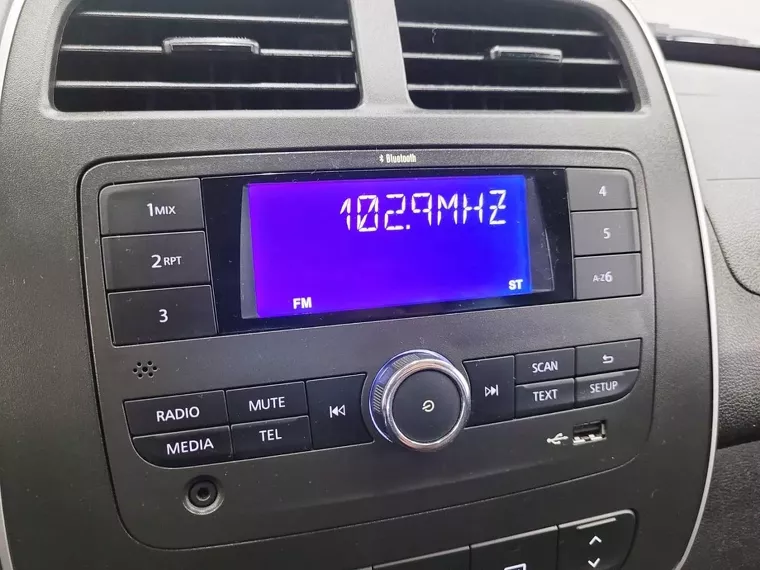 Bluetooth
1MIX
2RPT
3
102.9MHZ
FM
ST
4
5
A-Z6
RADIO
MUTE
MEDIA
TEL
SCAN
TEXT
SETUP